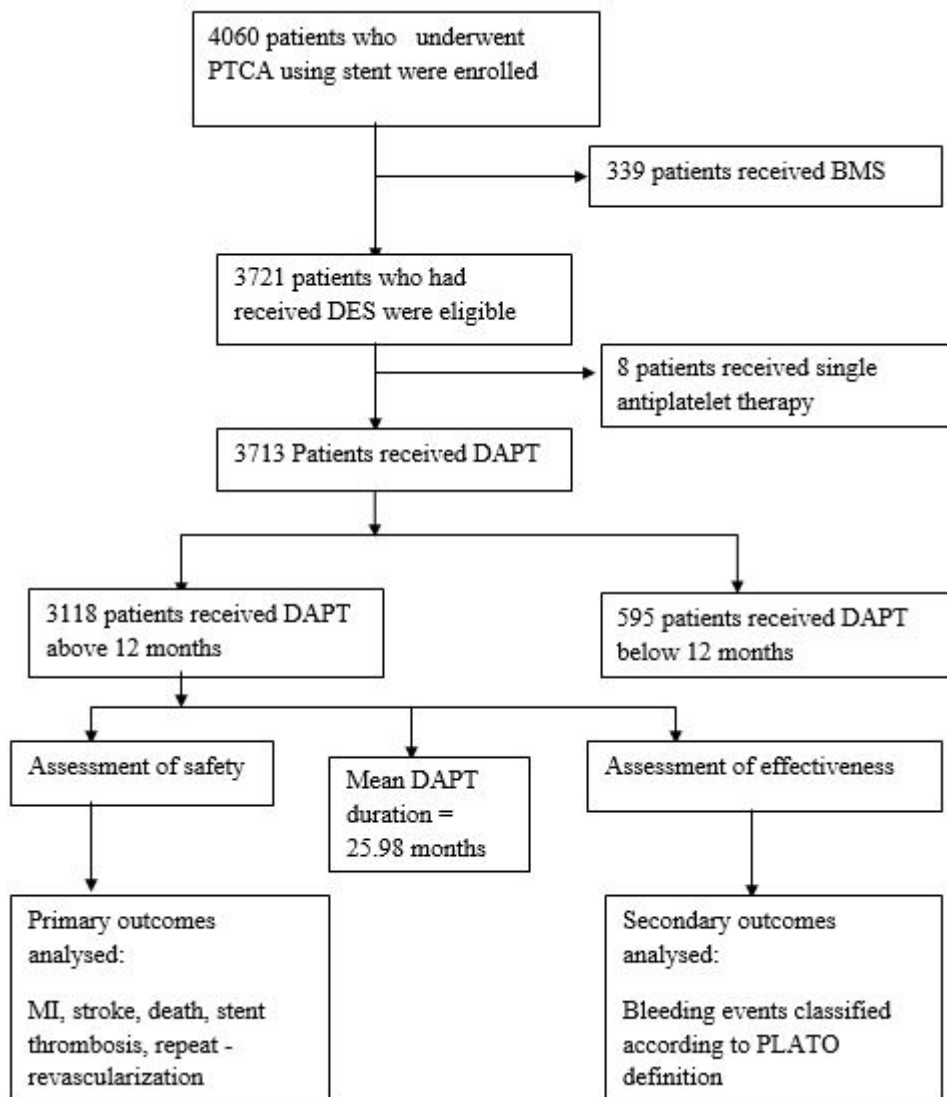 4060 patients who underwent
PTCA using stent were enrolled
339 patients received BMS
3721 patients who had
received DES were eligible
8 patients received single
antiplatelet therapy
3713 Patients received DAPT
3118 patients received DAPT
above 12 months
595 patients received DAPT
below 12 months
Assessment of safety
Mean DAPT
duration =
25.98 months
Assessment of effectiveness
Primary outcomes
analysed:
MI, stroke, death, stent
thrombosis, repeat -
revascularization
Secondary outcomes
analysed:
Bleeding events classified
according to PLATO
definition